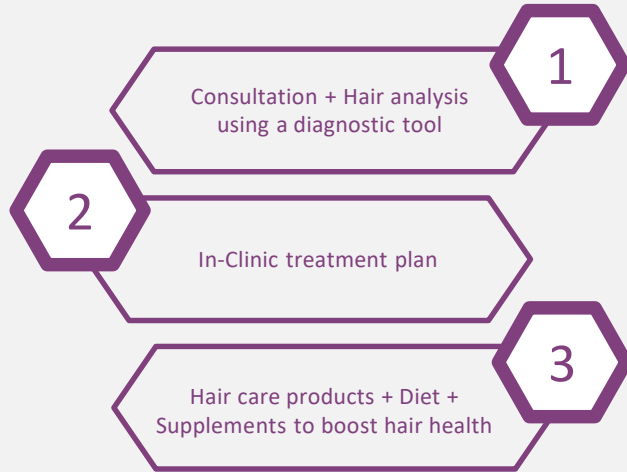 1
Consultation + Hair analysis
using a diagnostic tool
2
In-Clinic treatment plan
3
Hair care products + Diet +
Supplements to boost hair health